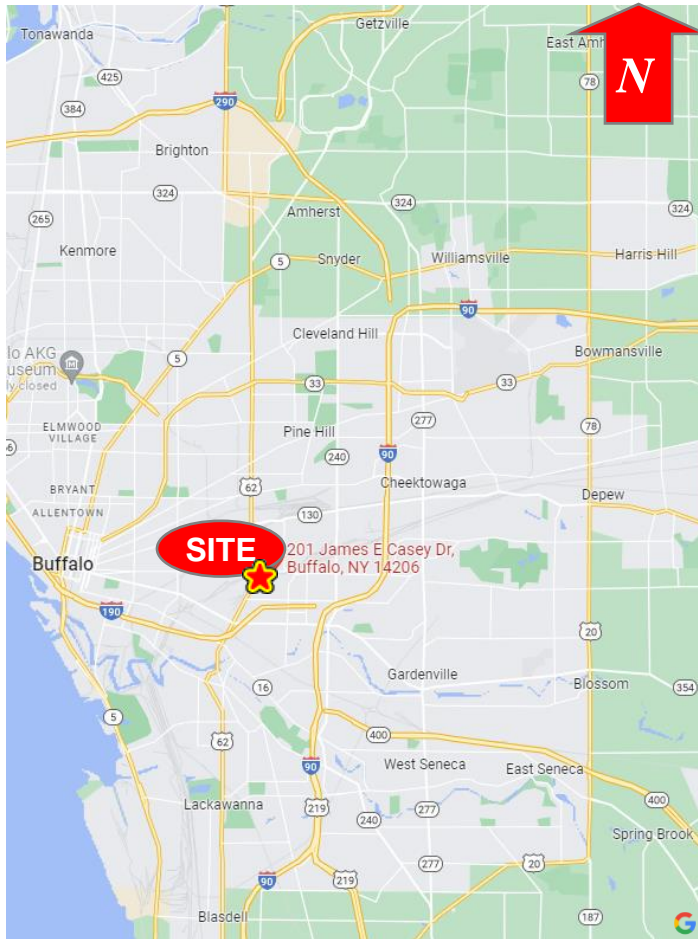 Getzville
Tonawanda
N
425
78
290
384
Brighton
324
324
324
Amherst
265
Kenmore
5
Snyder
Williamsville
Harris Hill
90
Cleveland Hill
AKG
Bowmansville
5
33
33
ELMWOOD
VILLAGE
277
78
Pine Hill
240
90
Cheektowaga
BRYANT
62
Depew
ALLENTOWN
130
SITE
201 James E Casey Dr,
Buffalo, NY 14206
Buffalo
190
20
Gardenville
16
Blossom
354
5
400
62
90
West Seneca
East Seneca
Lackawanna
219
277
240
400
Spring Brook
277
20
90
219
187
Blasdell
G